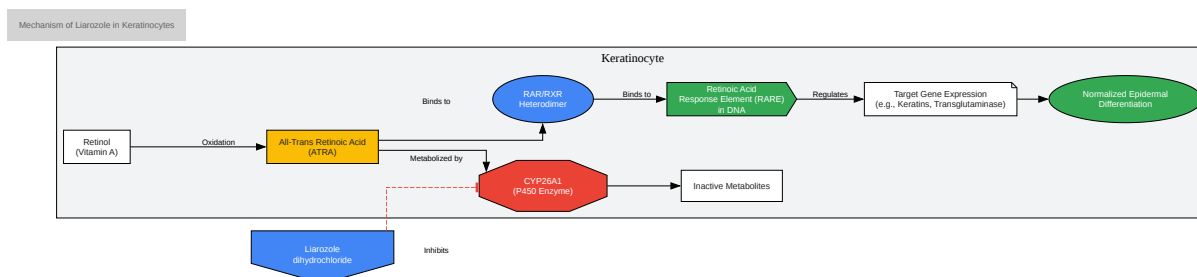 Mechanism of Liarozole in Keratinocytes
Keratinocyte
Retinol
(Vitamin A)
Oxidation
All-Trans Retinoic Acid
(ATRA)
Binds to
RAR/RXR
Heterodimer
Binds to
Retinoic Acid
Response Element (RARE)
in DNA
Regulates
Target Gene Expression
(e.g., Keratins, Transglutaminase)
Normalized Epidermal
Differentiation
Metabolized by
CYP26A1
(P450 Enzyme)
Inactive Metabolites
Liarozole
dihydrochloride
Inhibits